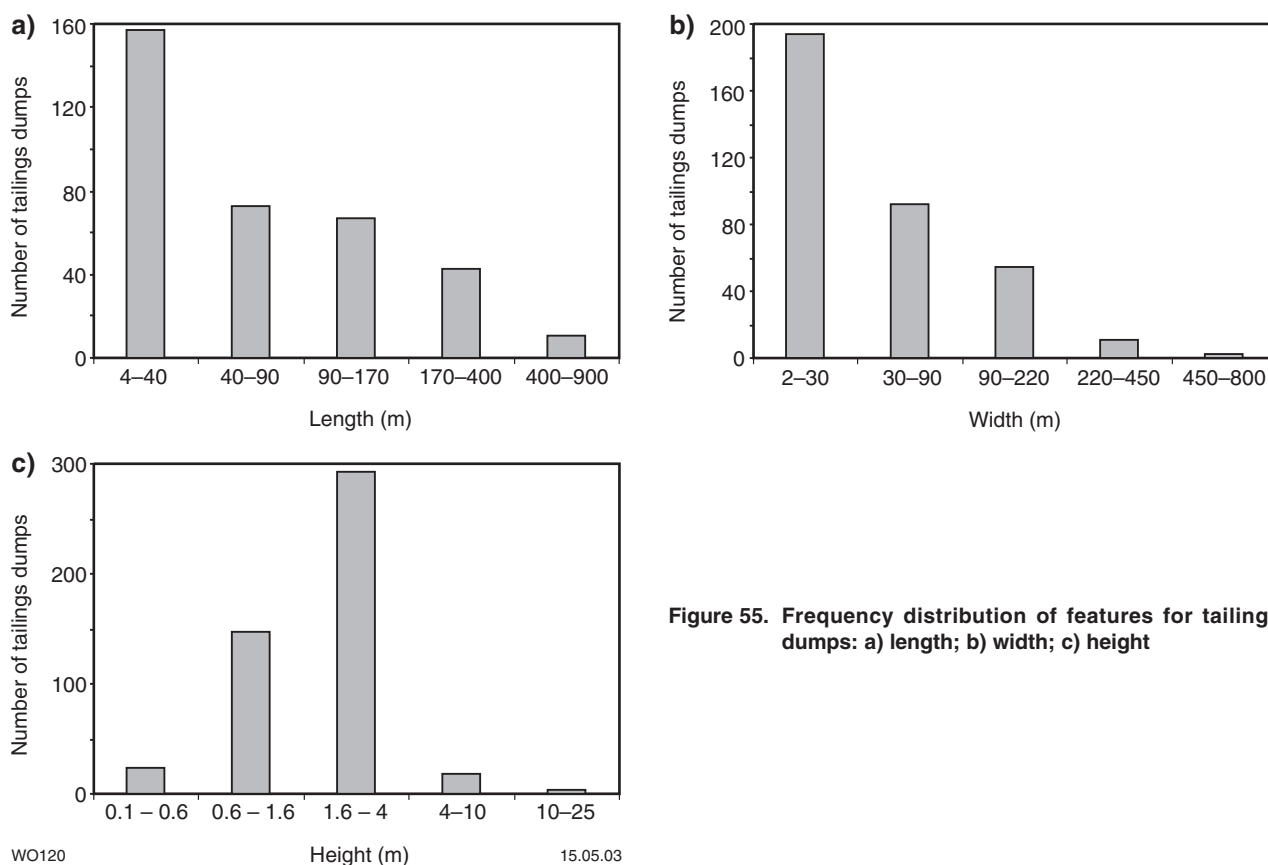 a)
160
120
80
40
0
Number of tailings dumps
4–40 40–90 90–170 170–400 400–900
Length (m)
b)
200
160
120
80
40
0
Number of tailings dumps
2–30 30–90 90–220 220–450 450–800
Width (m)
c)
300
200
100
0
Number of tailings dumps
0.1 – 0.6 0.6 – 1.6 1.6 – 4 4–10 10–25
Height (m)
Figure 55. Frequency distribution of features for tailing
dumps: a) length; b) width; c) height
WO120
15.05.03